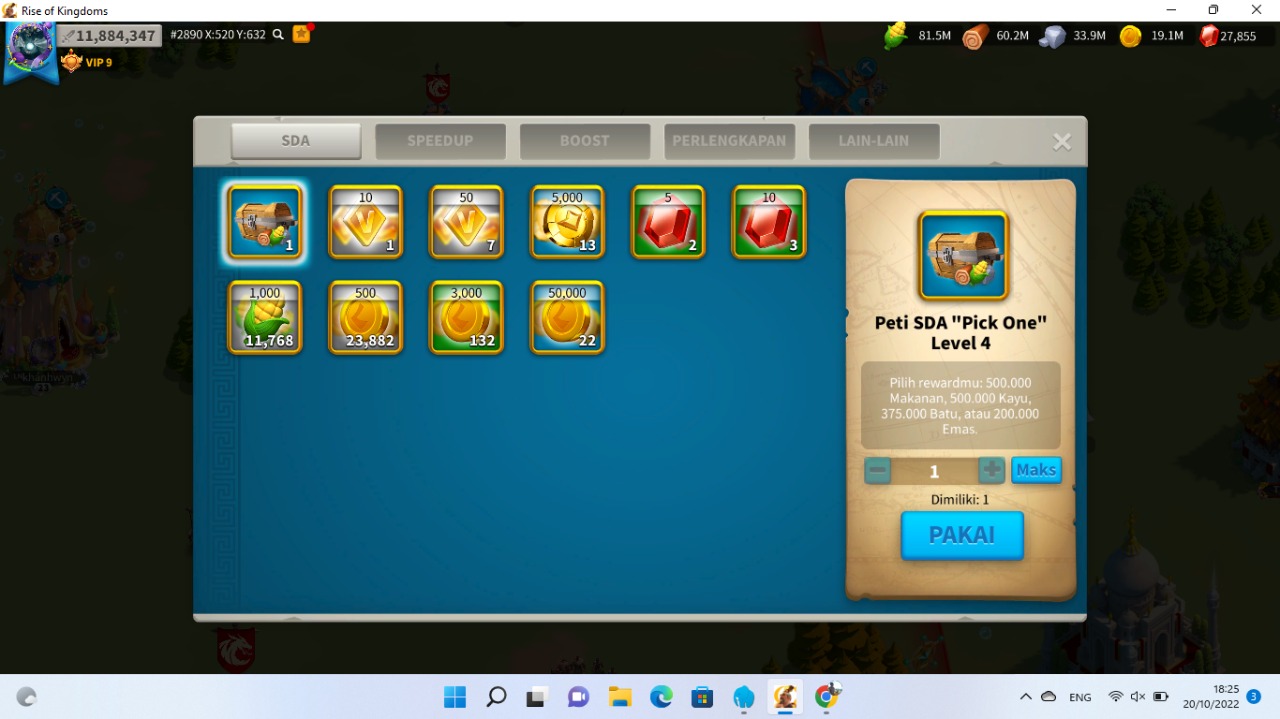 Rise of Kingdoms
11,884,347
#2890 X:520 Y:632
81.5M
60.2M
33.9M
19.1M
27,855
VIP 9
SDA
SPEEDUP
BOOST
PERLENGKAPAN
LAIN-LAIN
1
10
1
50
7
5,000
13
5
2
10
3
1,000
11,768
500
23,882
3,000
132
50,000
22
Peti SDA "Pick One"
Level 4
Pilih rewardmu: 500.000
Makanan, 500.000 Kayu,
375.000 Batu, atau 200.000
Emas.
1
Maks
Dimiliki: 1
PAKAI
ENG
18:25
20/10/2022
3